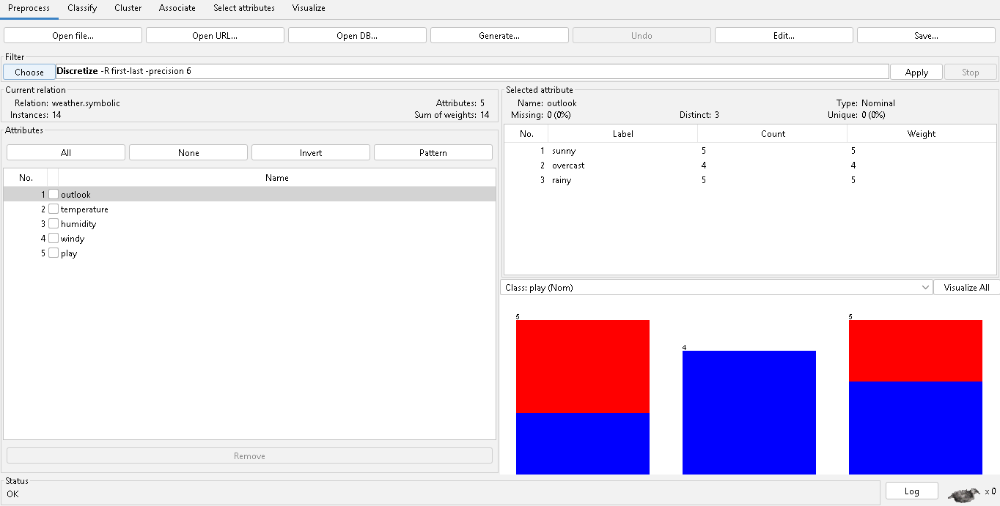 Preprocess Classify Cluster Associate Select attributes Visualize
Open file... Open URL... Open DB... Generate... Undo Edit... Save...
Filter
Choose Discretize -R first-last -precision 6 Apply Stop
Current relation
Relation: weather.symbolic Attributes: 5
Instances: 14 Sum of weights: 14
Attributes
All None Invert Pattern
No. Name
1 outlook
2 temperature
3 humidity
4 windy
5 play
Remove
Selected attribute
Name: outlook Type: Nominal
Missing: 0 (0%) Distinct: 3 Unique: 0 (0%)
No. Label Count Weight
1 sunny 5 5
2 overcast 4 4
3 rainy 5 5
Class: play (Nom) Visualize All
5 4 5
Status
OK Log x 0